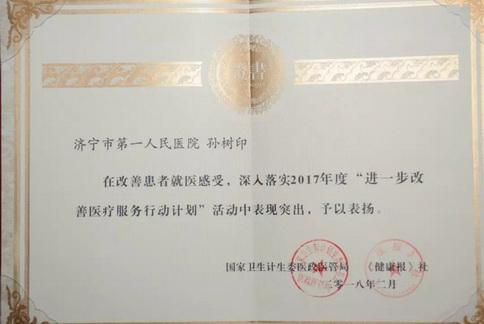 证書
济宁市第一人民医院 孙树印
在改善患者就医感受，深入落实2017年度“进一步改
善医疗服务行动计划”活动中表现突出，予以表扬。
国家卫生计生委医政医管局 《健康报》社
二零一八年二月